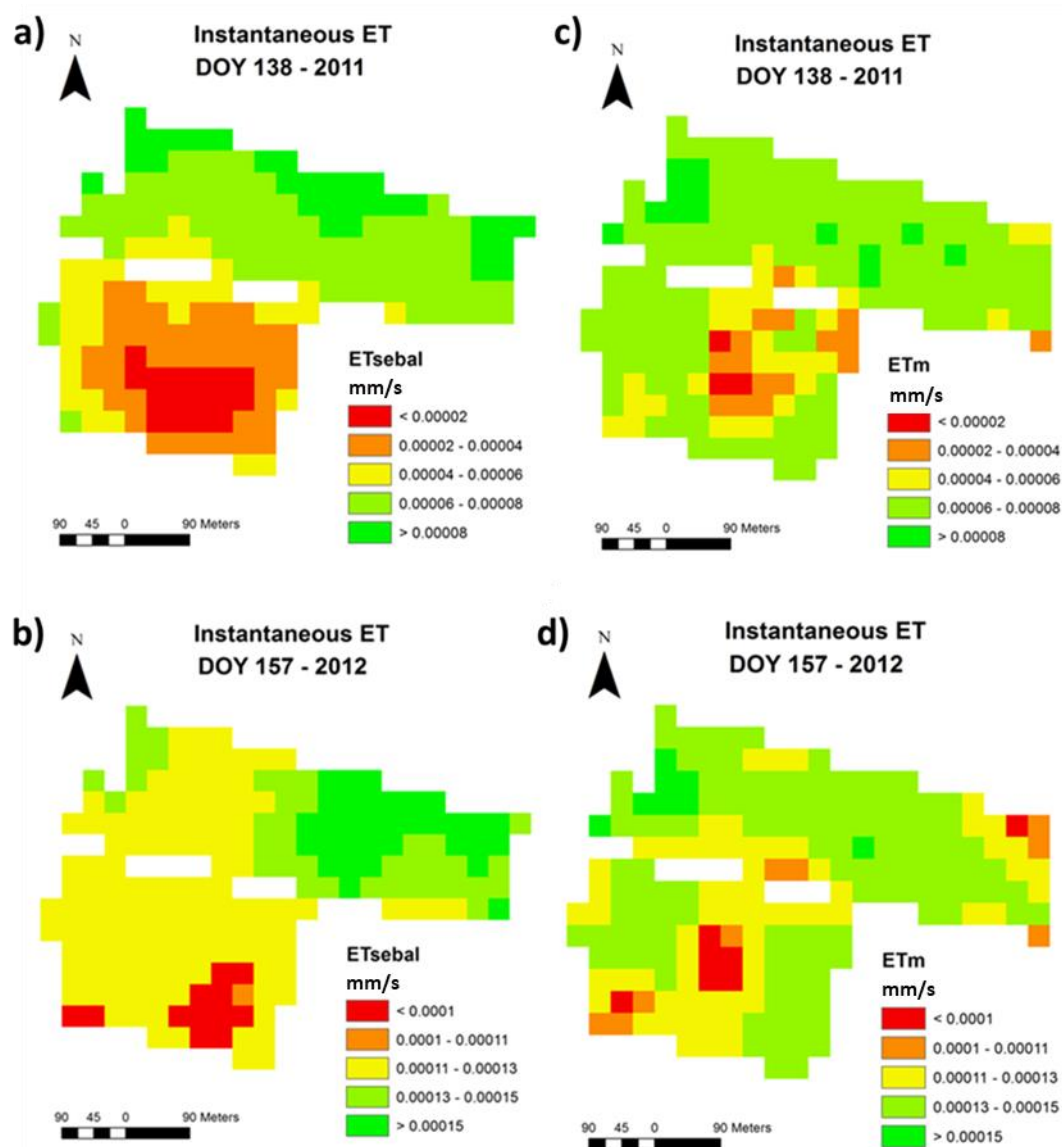 a)
N
Instantaneous ET
DOY 138 - 2011
ETsebal
mm/s
< 0.00002
0.00002 - 0.00004
0.00004 - 0.00006
0.00006 - 0.00008
> 0.00008
90 45 0 90 Meters
c)
N
Instantaneous ET
DOY 138 - 2011
ETm
mm/s
< 0.00002
0.00002 - 0.00004
0.00004 - 0.00006
0.00006 - 0.00008
> 0.00008
90 45 0 90 Meters
b)
N
Instantaneous ET
DOY 157 - 2012
ETsebal
mm/s
< 0.0001
0.0001 - 0.00011
0.00011 - 0.00013
0.00013 - 0.00015
> 0.00015
90 45 0 90 Meters
d)
N
Instantaneous ET
DOY 157 - 2012
ETm
mm/s
< 0.0001
0.0001 - 0.00011
0.00011 - 0.00013
0.00013 - 0.00015
> 0.00015
90 45 0 90 Meters